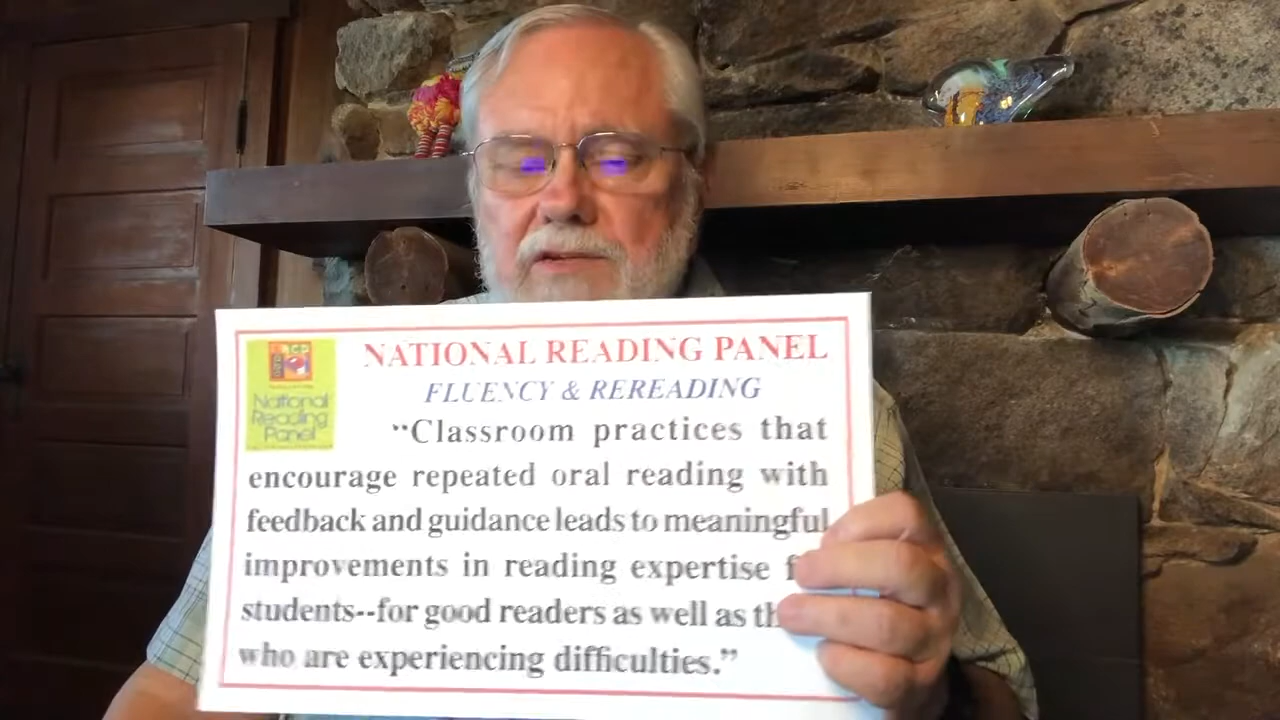 NATIONAL READING PANEL
FLUENCY & REREADING
National
Reading
Panel
“Classroom practices that
encourage repeated oral reading with
feedback and guidance leads to meaningful
improvements in reading expertise
students--for good readers as well as
who are experiencing difficulties.”